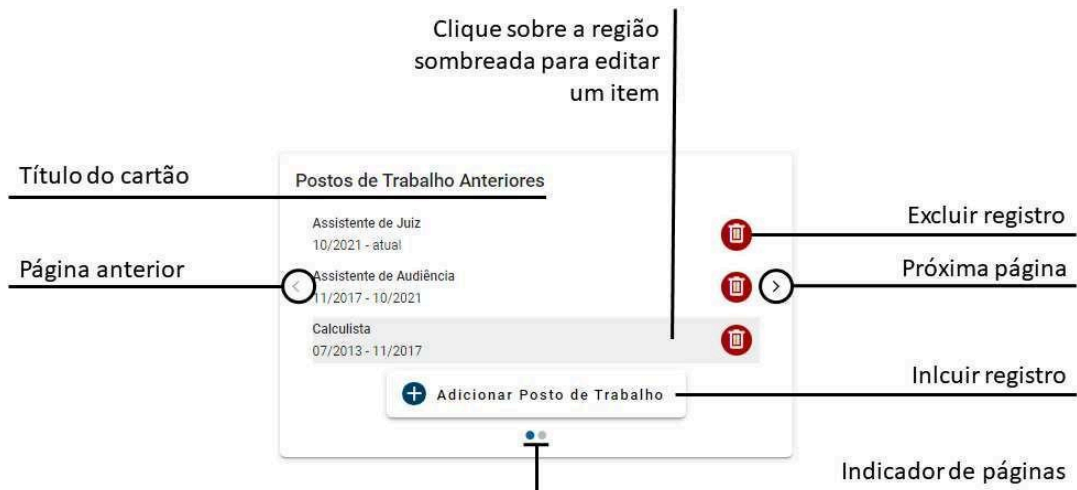 Clique sobre a região
sombreada para editar
um item
Título do cartão
Postos de Trabalho Anteriores
Assistente de Juiz
10/2021 - atual
Excluir registro
Página anterior
Assistente de Audiência
11/2017 - 10/2021
Próxima página
Calculista
07/2013 - 11/2017
Inlcuir registro
Adicionar Posto de Trabalho
Indicador de páginas